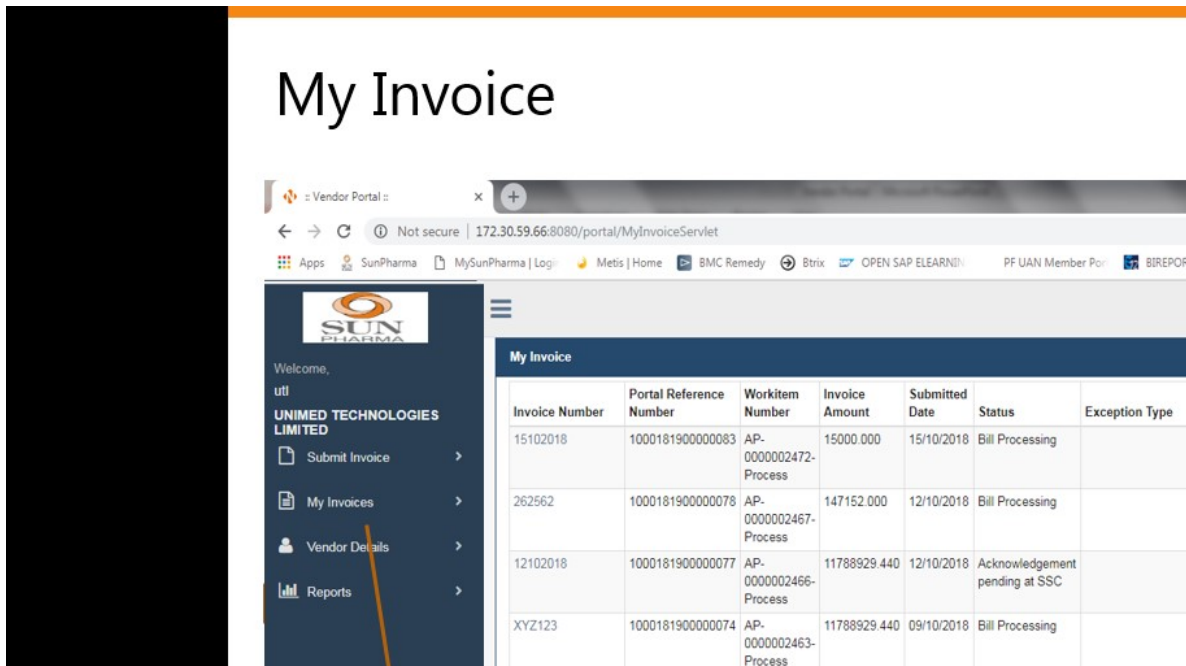 My Invoice
:: Vendor Portal ::
Not secure | 172.30.59.66:8080/portal/MyInvoiceServlet
Apps SunPharma MySunPharma | Metis | Home BMC Remedy Btrix OPEN SAP PF UAN Member
SUN
PHARMA
Welcome,
utl
UNIMED TECHNOLOGIES
LIMITED
Submit Invoice
My Invoices
Vendor Details
Reports
My Invoice
Invoice Number Portal Reference Number Workitem Number Invoice Amount Submitted Date Status Exception Type
15102018 1000181900000083 AP- 15000.000 15/10/2018 Bill Processing
0000002472-
Process
262562 1000181900000078 AP- 147152.000 12/10/2018 Bill Processing
0000002467-
Process
12102018 1000181900000077 AP- 11788929.440 12/10/2018 Acknowledgement
0000002466- pending at SSC
Process
XYZ123 1000181900000074 AP- 11788929.440 09/10/2018 Bill Processing
0000002463-
Process